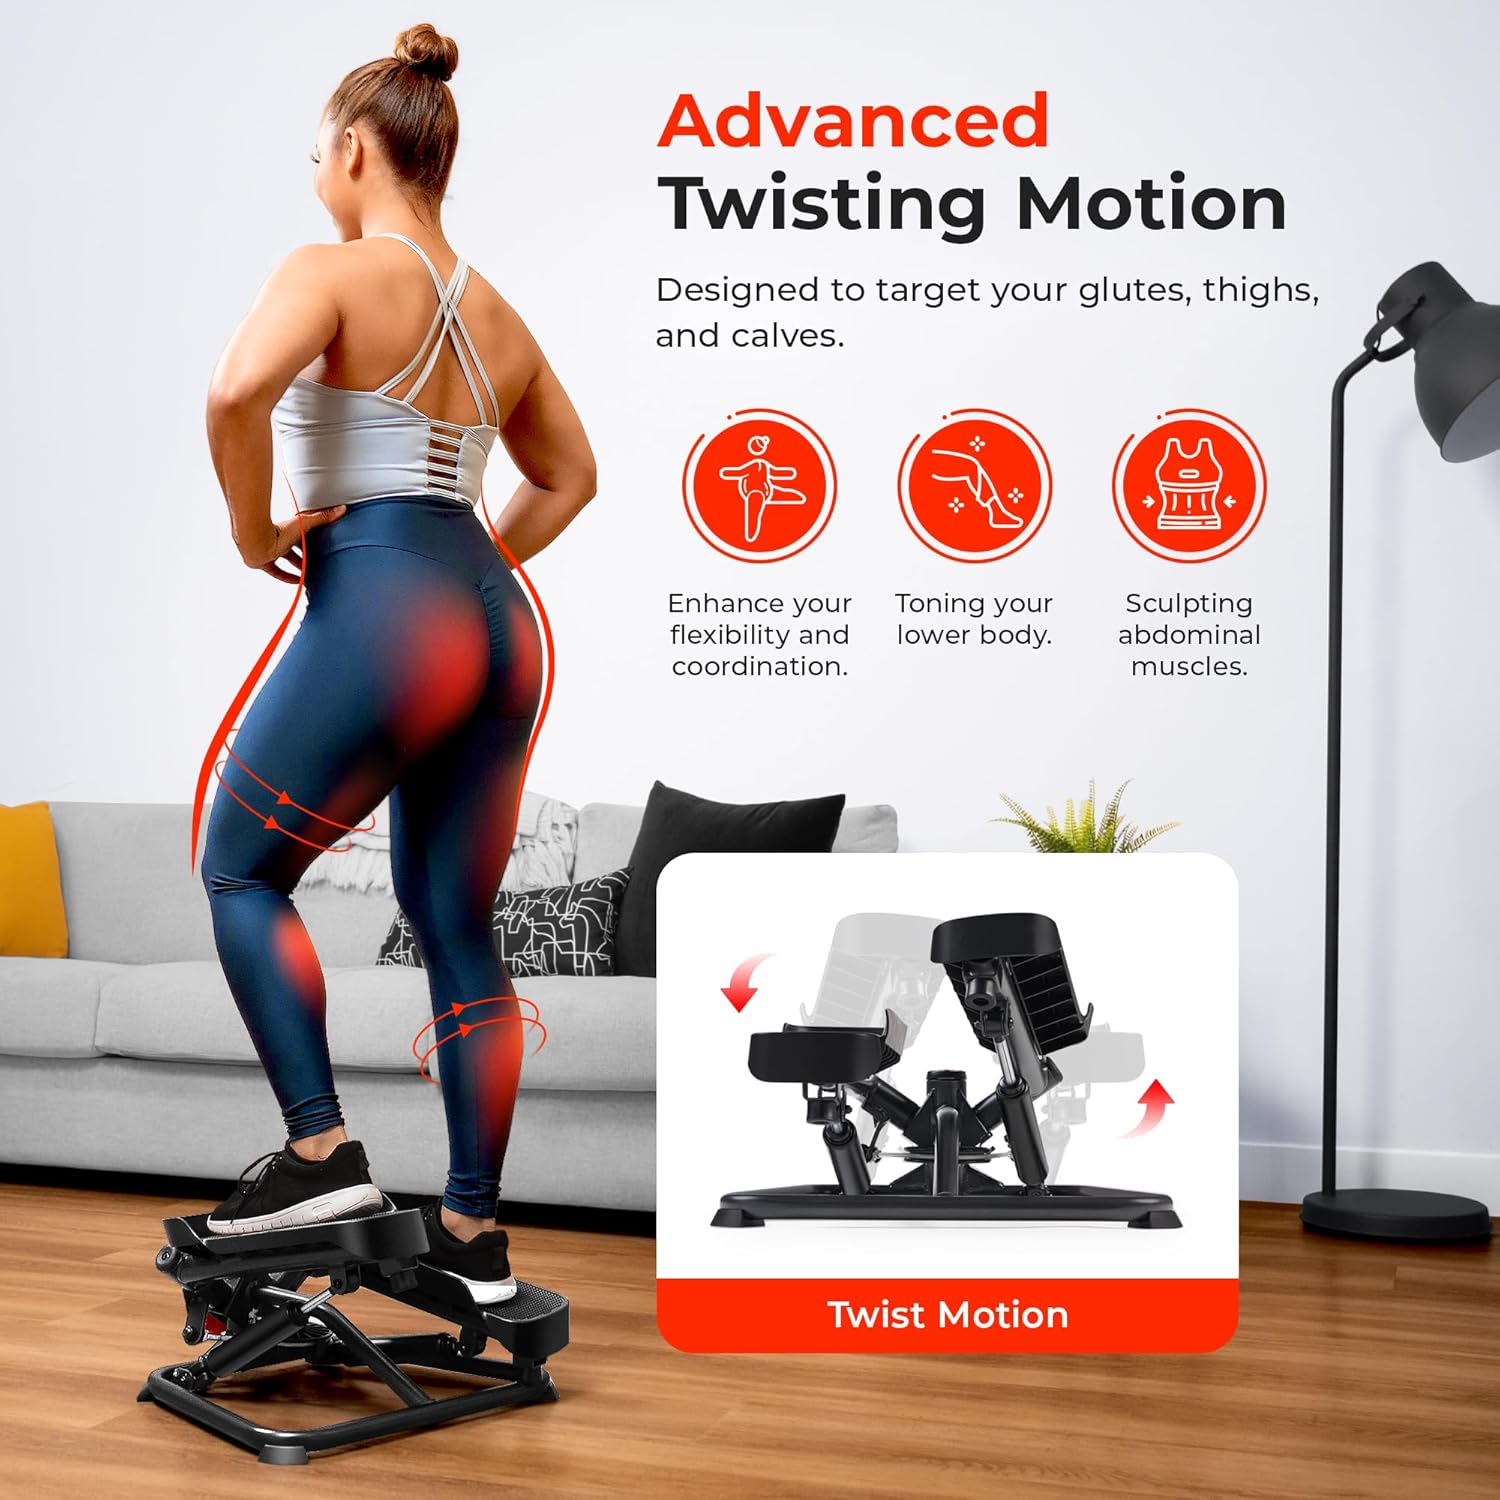 Advanced
Twisting Motion
Designed to target your glutes, thighs,
and calves.
Enhance your
flexibility and
coordination.
Toning your
lower body.
Sculpting
abdominal
muscles.
Twist Motion